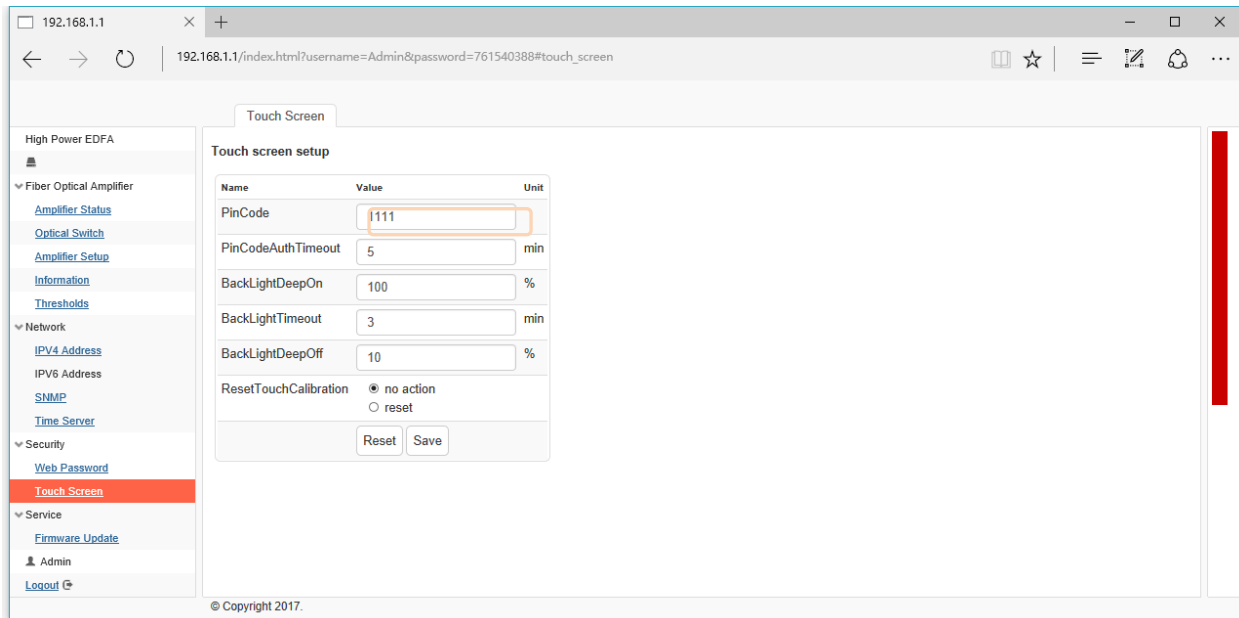 192.168.1.1
192.168.1.1/index.html?username=Admin&password=761540388#touch_screen
Touch Screen
High Power EDFA
Fiber Optical Amplifier
Amplifier Status
Optical Switch
Amplifier Setup
Information
Thresholds
Network
IPV4 Address
IPV6 Address
SNMP
Time Server
Security
Web Password
Touch Screen
Service
Firmware Update
Admin
Logout
Touch screen setup
Name Value Unit
PinCode 1111
PinCodeAuthTimeout 5 min
BackLightDeepOn 100 %
BackLightTimeout 3 min
BackLightDeepOff 10 %
ResetTouchCalibration no action
reset
Reset Save
© Copyright 2017.